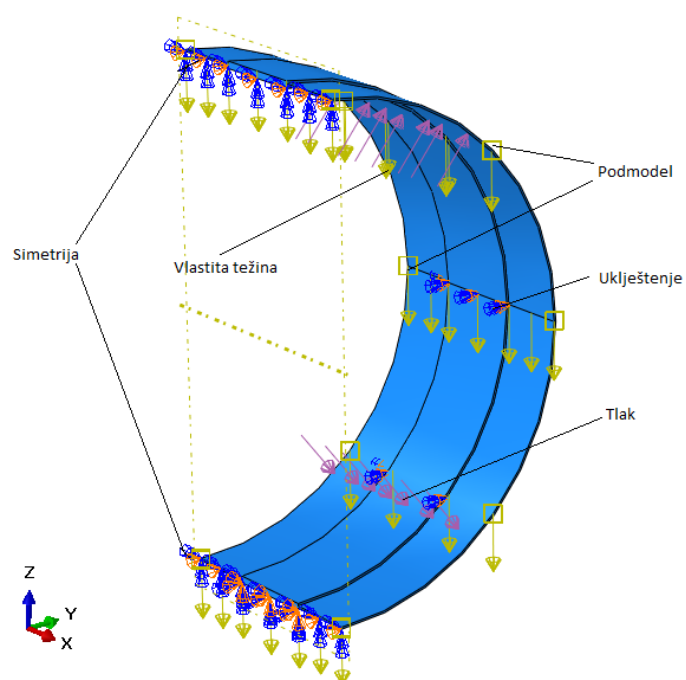 Podmodel
Simetrija
Vlastita težina
Uklještenje
Tlak
Z
Y
X